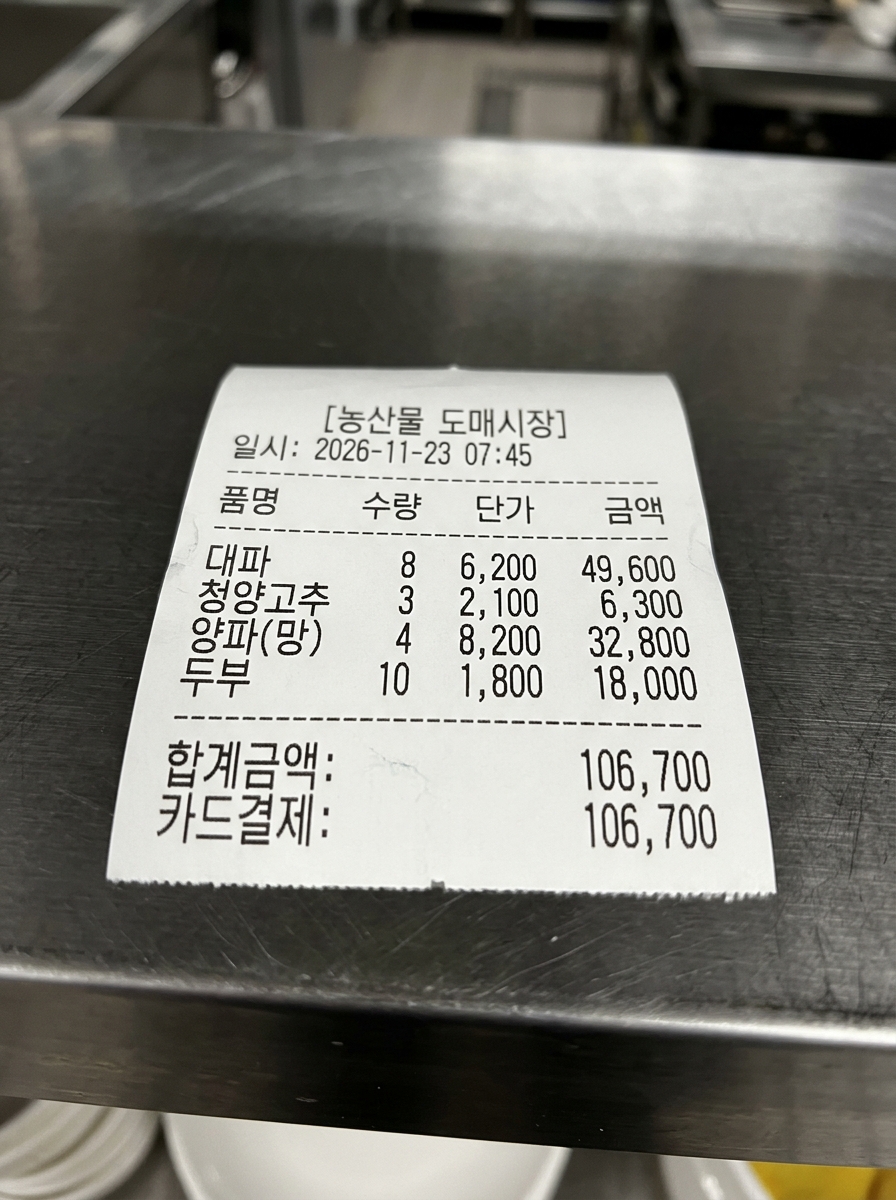 [농산물 도매시장]
일시: 2026-11-23 07:45
품명 수량 단가 금액
대파 8 6,200 49,600
청양고추 3 2,100 6,300
양파(망) 4 8,200 32,800
두부 10 1,800 18,000
합계금액: 106,700
카드결제: 106,700